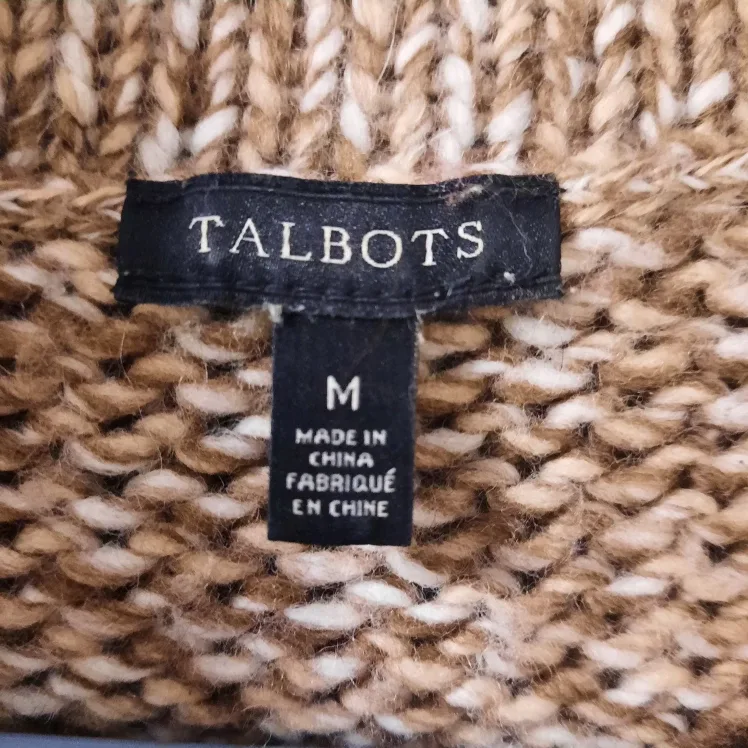 TALBOTS
M
MADE IN
CHINA
FABRIQUÉ
EN CHINE